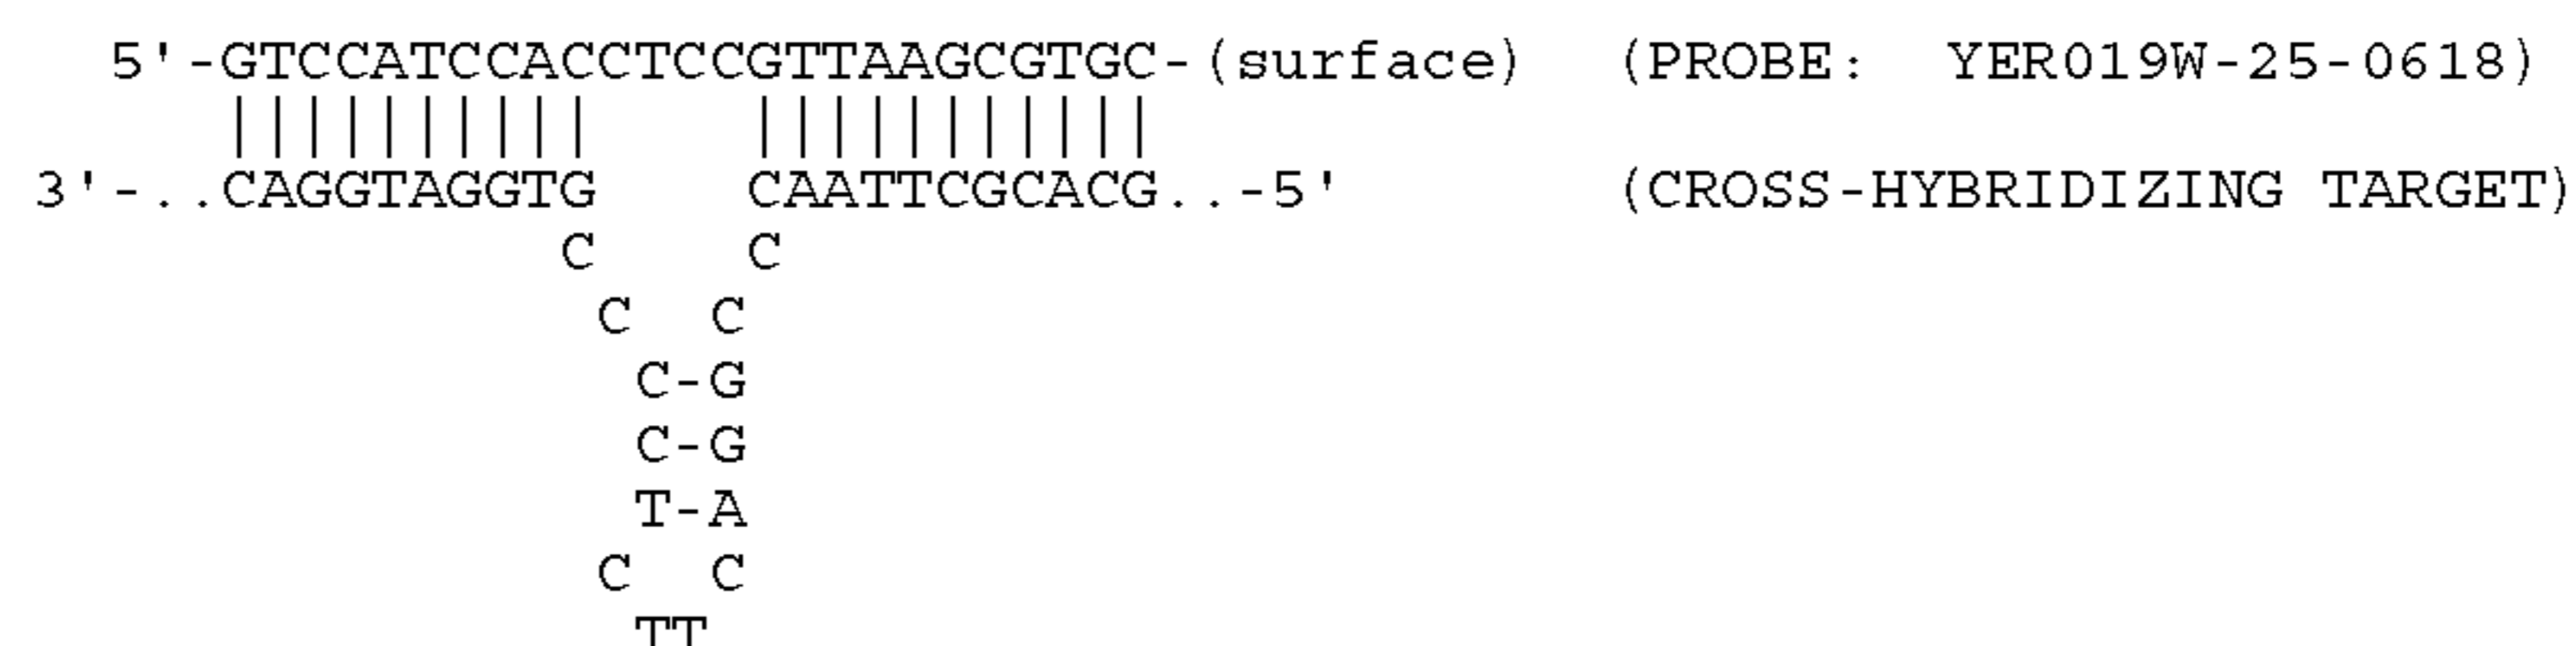 5'-GTCCATCCACCTCCGTTAAGCGTGC-(surface) (PROBE: YER019W-25-0618)
|||||||||| |||||||||||
3'-..CAGGTAGGTG CAATTCGCACG..-5' (CROSS-HYBRIDIZING TARGET)
C C
C C
C-G
C-G
T-A
C C
TT